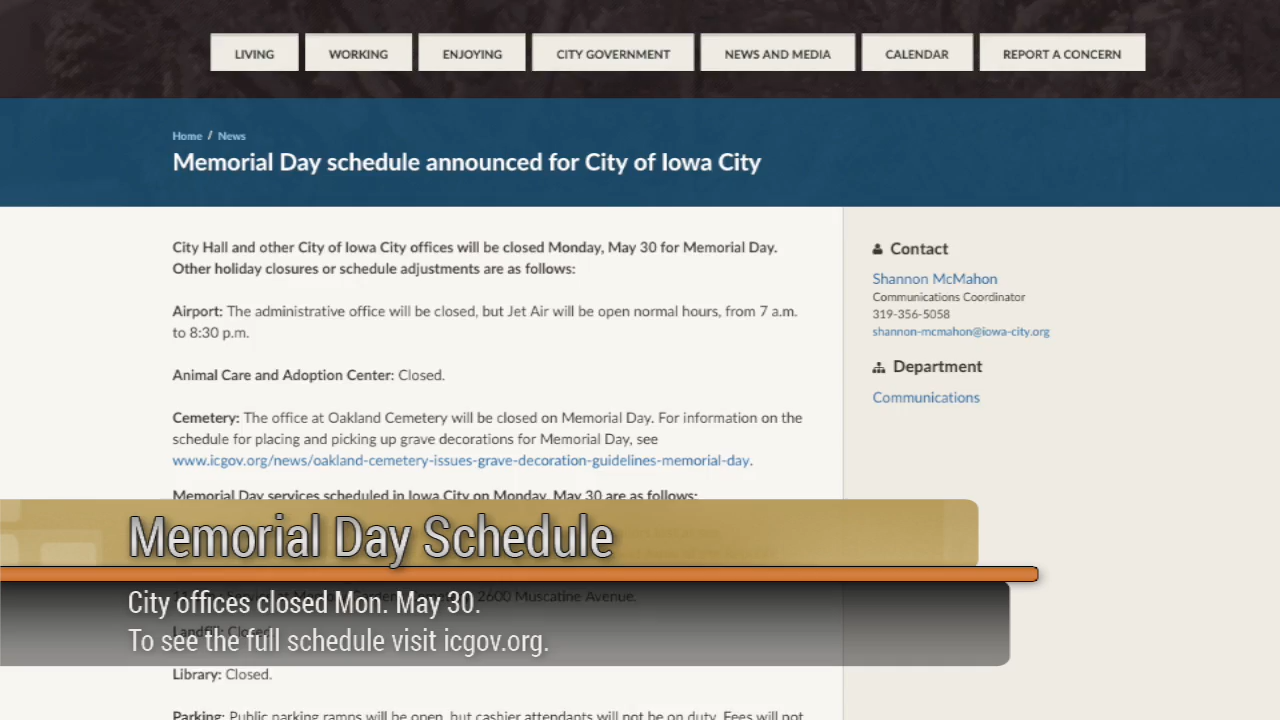 LIVING WORKING ENJOYING CITY GOVERNMENT NEWS AND MEDIA CALENDAR REPORT A CONCERN
Home / News
Memorial Day schedule announced for City of Iowa City
City Hall and other City of Iowa City offices will be closed Monday, May 30 for Memorial Day.
Other holiday closures or schedule adjustments are as follows:
Airport: The administrative office will be closed, but Jet Air will be open normal hours, from 7 a.m.
to 8:30 p.m.
Animal Care and Adoption Center: Closed.
Cemetery: The office at Oakland Cemetery will be closed on Memorial Day. For information on the
schedule for placing and picking up grave decorations for Memorial Day, see
www.icgov.org/news/oakland-cemetery-issues-grave-decoration-guidelines-memorial-day.
Memorial Day services scheduled in Iowa City on Monday, May 30 are as follows:
Contact
Shannon McMahon
Communications Coordinator
319-356-5058
shannon-mcmahon@iowa-city.org
Department
Communications
Memorial Day Schedule
2600 Muscatine Avenue.
City offices closed Mon. May 30.
Landfill: Closed
To see the full schedule visit icgov.org.
Library: Closed.
Parking: Public parking ramps will be open, but cashier attendants will not be on duty. Fees will not